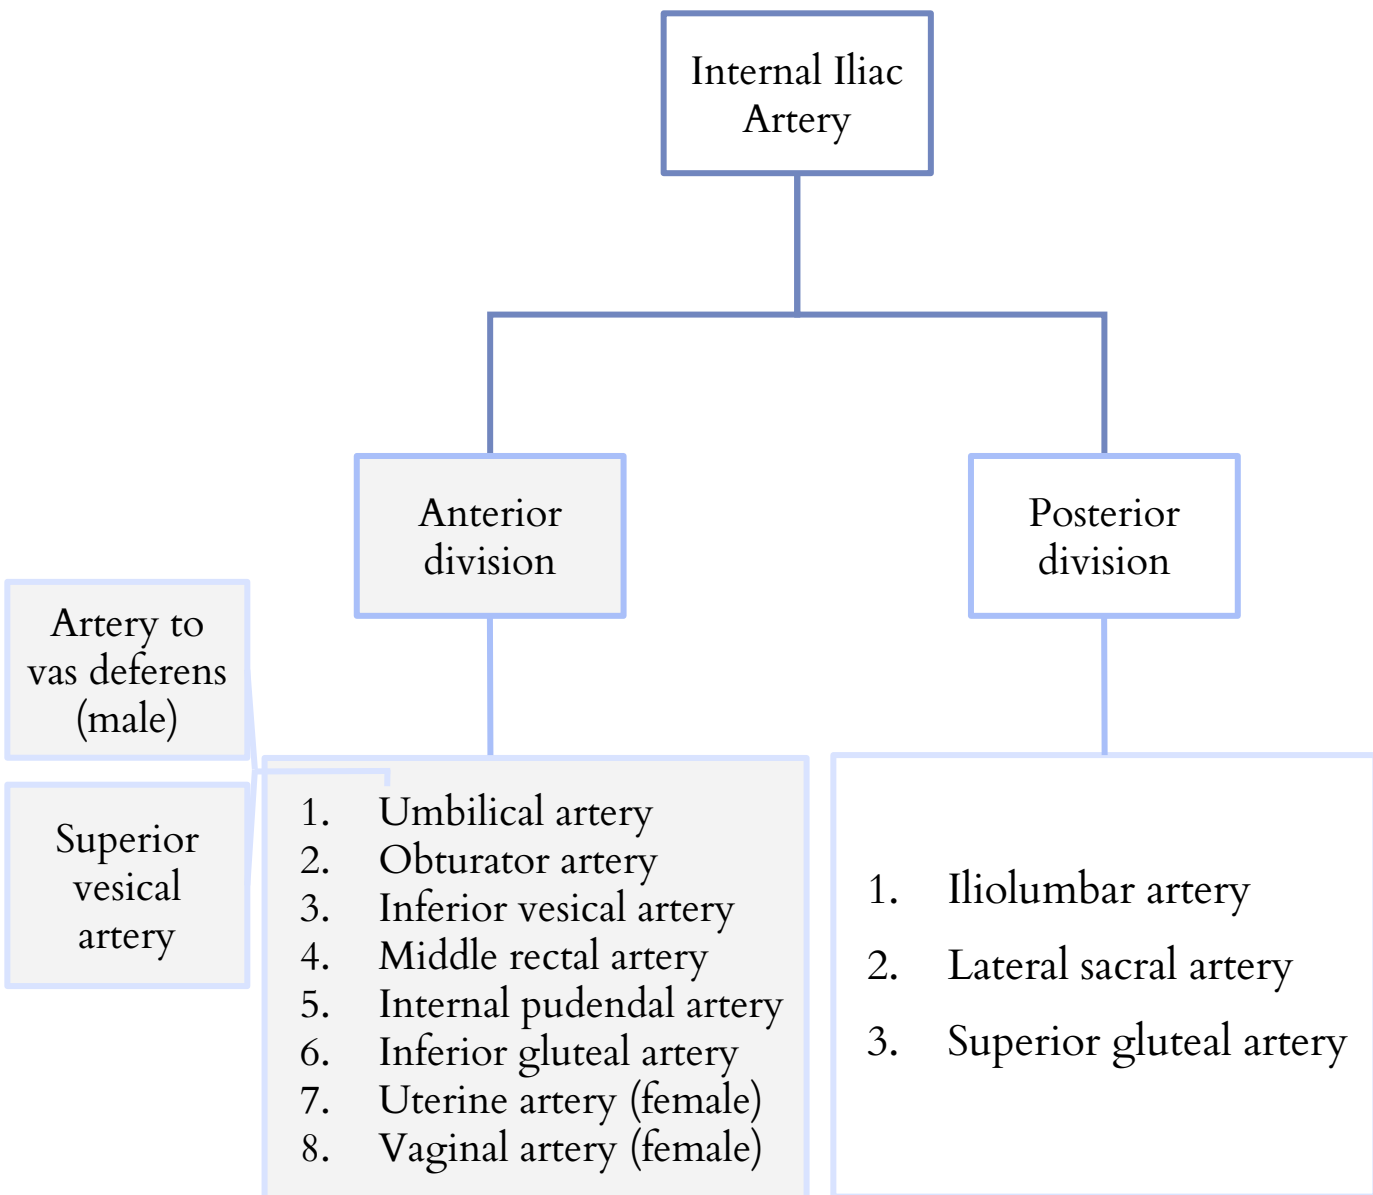 Internal Iliac
Artery
Anterior
division
Posterior
division
Artery to
vas deferens
(male)
Superior
vesical
artery
1. Umbilical artery
2. Obturator artery
3. Inferior vesical artery
4. Middle rectal artery
5. Internal pudendal artery
6. Inferior gluteal artery
7. Uterine artery (female)
8. Vaginal artery (female)
1. Iliolumbar artery
2. Lateral sacral artery
3. Superior gluteal artery